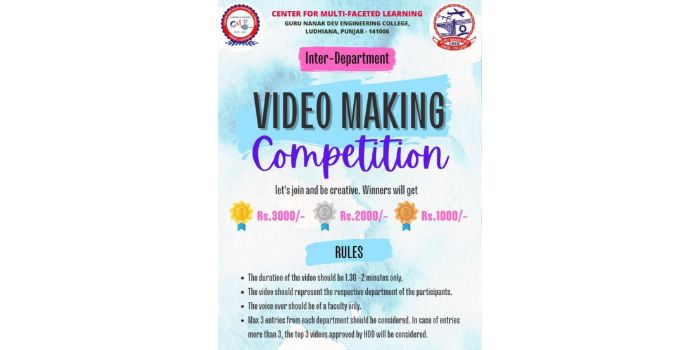 CENTER FOR MULTI-FACETED LEARNING
GURU NANAK DEV ENGINEERING COLLEGE,
LUDHIANA, PUNJAB - 141006
Inter-Department
VIDEO MAKING
Competition
let's join and be creative. Winners will get
1 Rs.3000/- 2 Rs.2000/- 3 Rs.1000/-
RULES
• The duration of the video should be 1.30 -2 minutes only.
• The video should represent the respective department of the participants.
• The voice over should be of a faculty only.
• Max 3 entries from each department should be considered. In case of entries
more than 3, the top 3 videos approved by HOD will be considered.